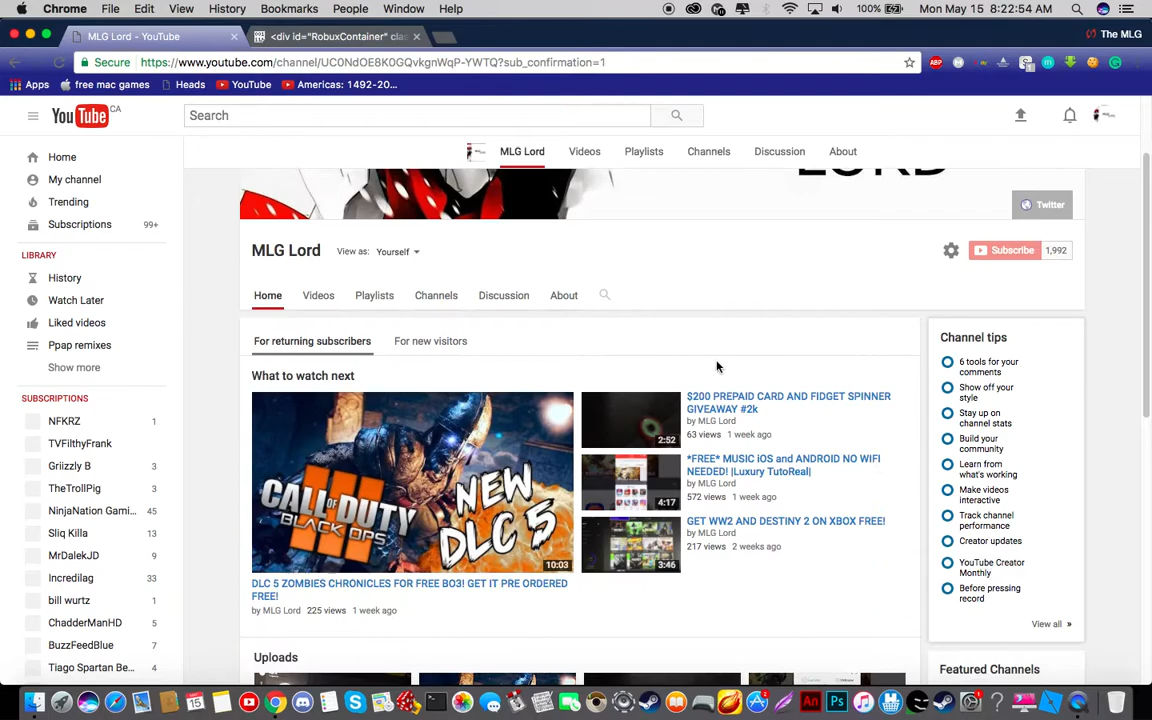 Chrome File Edit View History Bookmarks People Window Help 100% Mon May 15 8:22:54 AM
MLG Lord - YouTube
<div id="RobuxContainer" clas
The MLG
Secure https://www.youtube.com/channel/UC0NdOE8K0GQvkgnWqP-YWTQ?sub_confirmation=1
Apps free mac games Heads YouTube Americas: 1492-20...
YouTube CA
Search
MLG Lord Videos Playlists Channels Discussion About
Home
My channel
Trending
Subscriptions 99+
LIBRARY
History
Watch Later
Liked videos
Ppap remixes
Show more
SUBSCRIPTIONS
NFKRZ 1
TVFilthyFrank
Griizzly B 3
TheTrollPig 3
NinjaNation Gami... 45
Sliq Killa 13
MrDalekJD 9
Incredilag 33
bill wurtz 1
ChadderManHD 5
BuzzFeedBlue 7
Tiago Spartan Be... 4
LORD
Twitter
MLG Lord View as: Yourself
Subscribe 1,992
Home Videos Playlists Channels Discussion About
For returning subscribers For new visitors
What to watch next
CALL OF DUTY
BLACK OPS
III
NEW
DLC 5
10:03
DLC 5 ZOMBIES CHRONICLES FOR FREE BO3! GET IT PRE ORDERED
FREE!
by MLG Lord 225 views 1 week ago
2:52
$200 PREPAID CARD AND FIDGET SPINNER
GIVEAWAY #2k
by MLG Lord
63 views 1 week ago
4:17
*FREE* MUSIC iOS and ANDROID NO WIFI
NEEDED! |Luxury TutoReal|
by MLG Lord
572 views 1 week ago
3:46
GET WW2 AND DESTINY 2 ON XBOX FREE!
by MLG Lord
217 views 2 weeks ago
Uploads
Channel tips
6 tools for your
comments
Show off your
style
Stay up on
channel stats
Build your
community
Learn from
what's working
Make videos
interactive
Track channel
performance
Creator updates
YouTube Creator
Monthly
Before pressing
record
View all »
Featured Channels